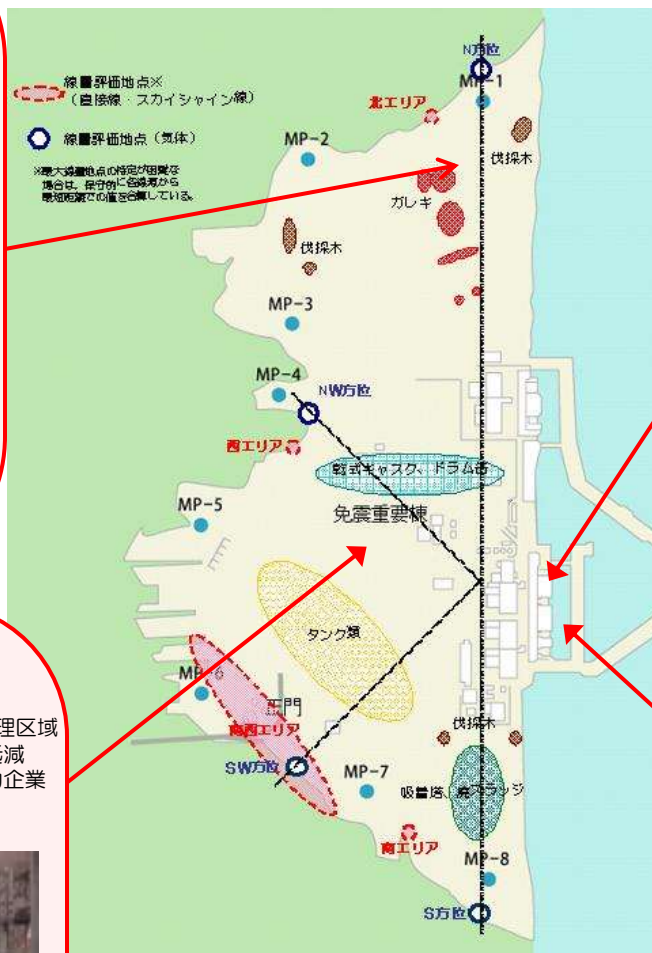 線量評価地点※
(直接線・スカイシャイン線)
線量評価地点(気体)
※最大線量地点の特定が困難な
場合は、保守的に各線源から
最短距離での値を合算している。
N方位
MP-1
北エリア
MP-2
伐採木
ガレキ
伐採木
MP-3
MP-4
NW方位
西エリア
乾式キャスク、ドラム缶
免震重要棟
MP-5
タンク類
MP-6
正門
南西エリア
伐採木
SW方位
MP-7
吸着塔、廃スラッジ
南エリア
MP-8
S方位
理区域
低減
企業